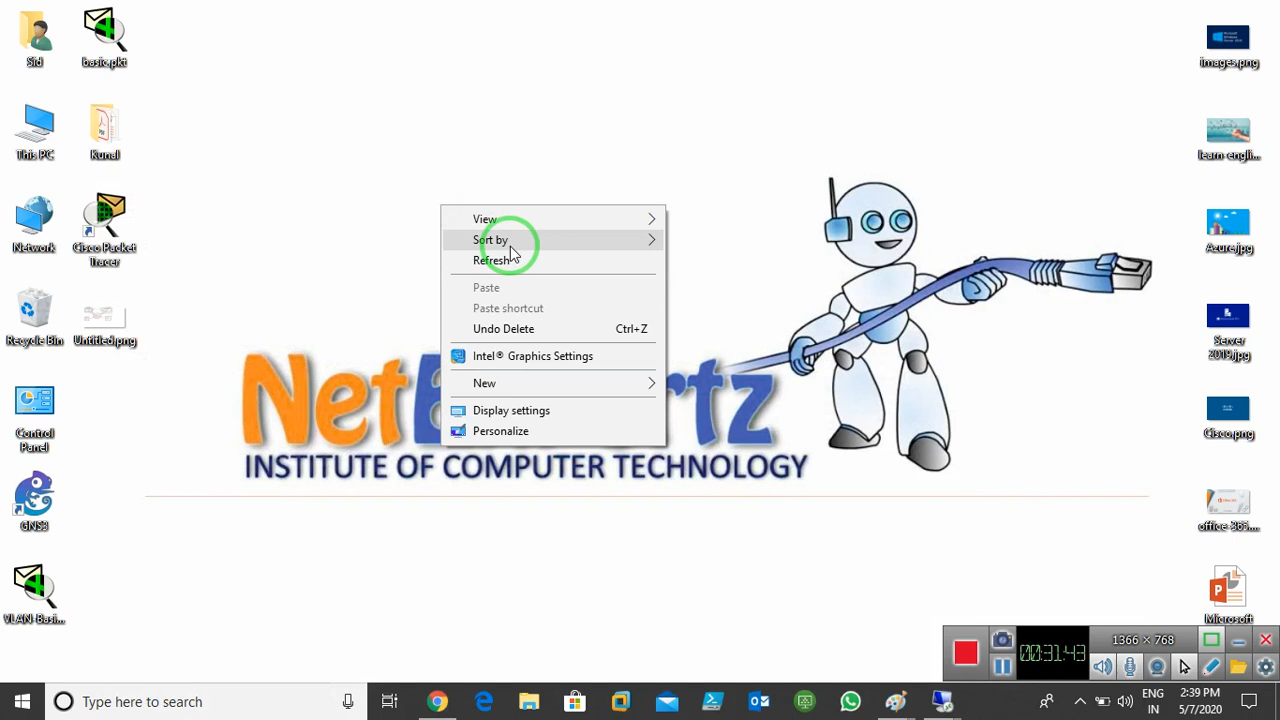 Sid
basic.pkt
This PC
Kunal
Network
Cisco Packet
Tracer
Recycle Bin
Untitled.png
Control
Panel
GNS3
VLAN-Basi...
View
Sort by
Refresh
Paste
Paste shortcut
Undo Delete Ctrl+Z
Intel® Graphics Settings
New
Display settings
Personalize
Net
rtz
INSTITUTE OF COMPUTER TECHNOLOGY
images.png
learn-engli...
Azure.jpg
Server
2019.jpg
Cisco.png
office-365....
Microsoft
1366 × 768
00:31:43
Type here to search
ENG
IN
2:39 PM
5/7/2020